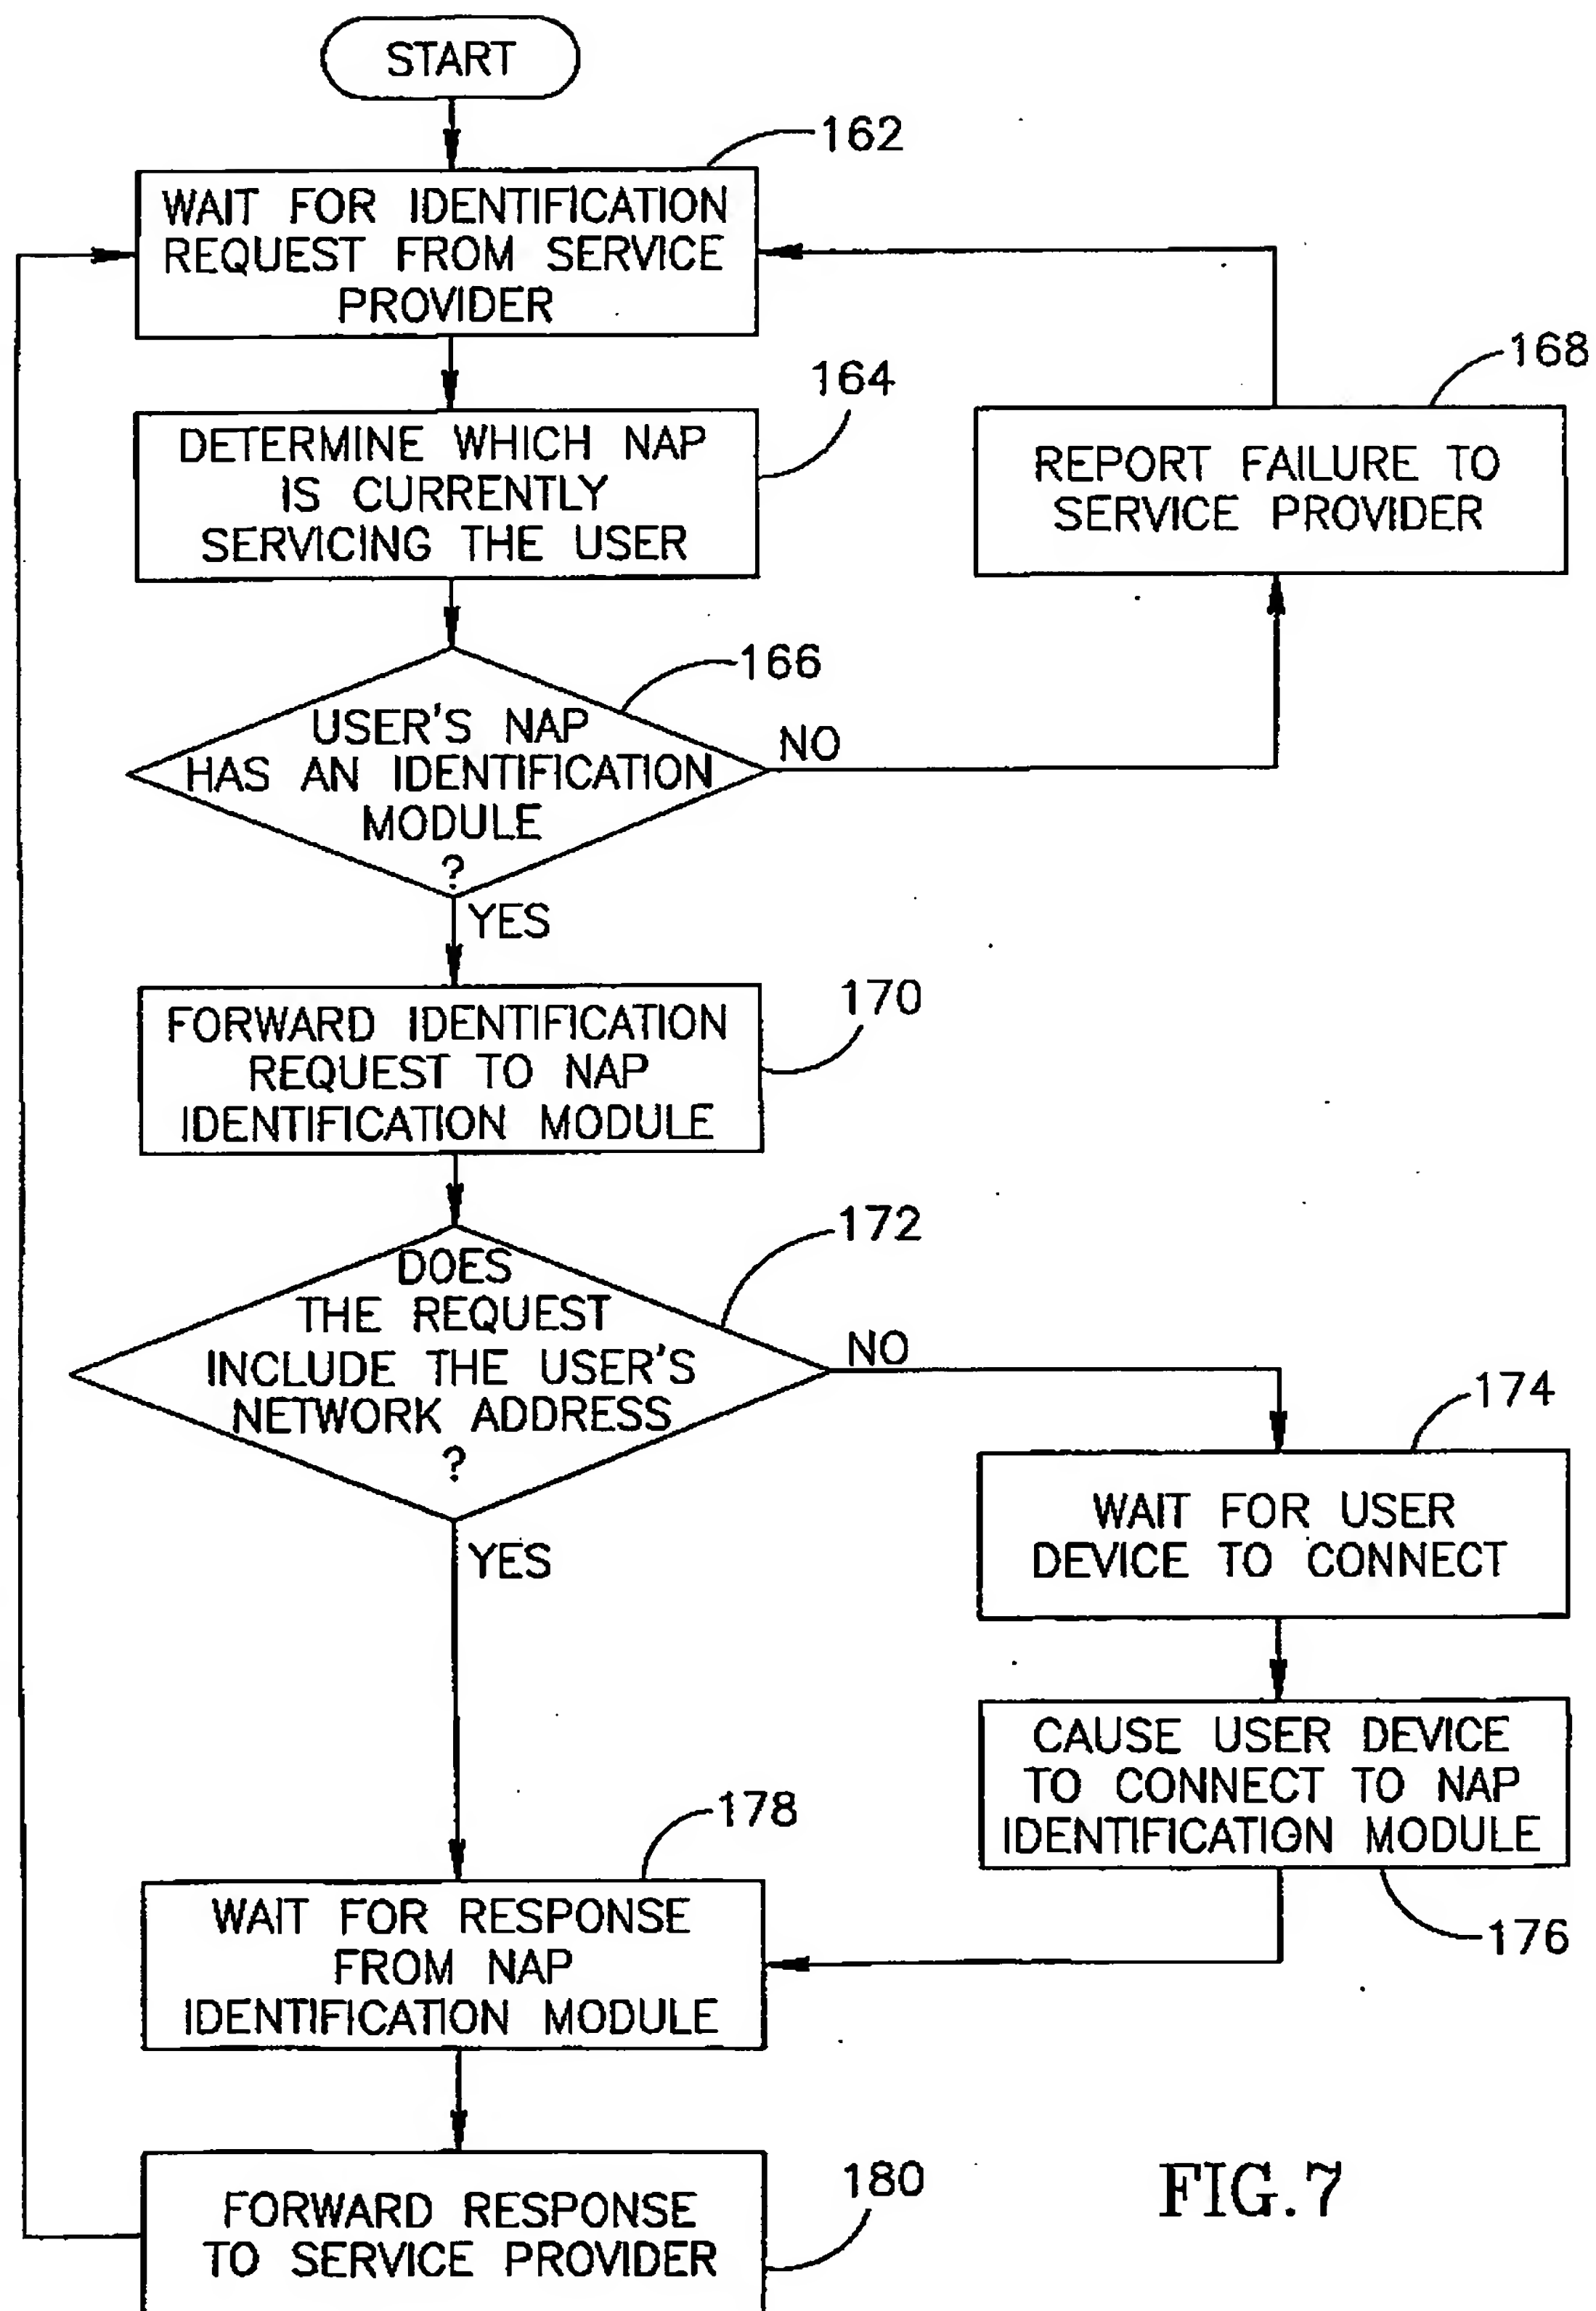 START
162
WAIT FOR IDENTIFICATION
REQUEST FROM SERVICE
PROVIDER
164
DETERMINE WHICH NAP
IS CURRENTLY
SERVICING THE USER
168
REPORT FAILURE TO
SERVICE PROVIDER
166
USER'S NAP
HAS AN IDENTIFICATION
MODULE
?
NO
YES
170
FORWARD IDENTIFICATION
REQUEST TO NAP
IDENTIFICATION MODULE
172
DOES
THE REQUEST
INCLUDE THE USER'S
NETWORK ADDRESS
?
NO
YES
174
WAIT FOR USER
DEVICE TO CONNECT
CAUSE USER DEVICE
TO CONNECT TO NAP
IDENTIFICATION MODULE
176
178
WAIT FOR RESPONSE
FROM NAP
IDENTIFICATION MODULE
180
FORWARD RESPONSE
TO SERVICE PROVIDER
FIG.7